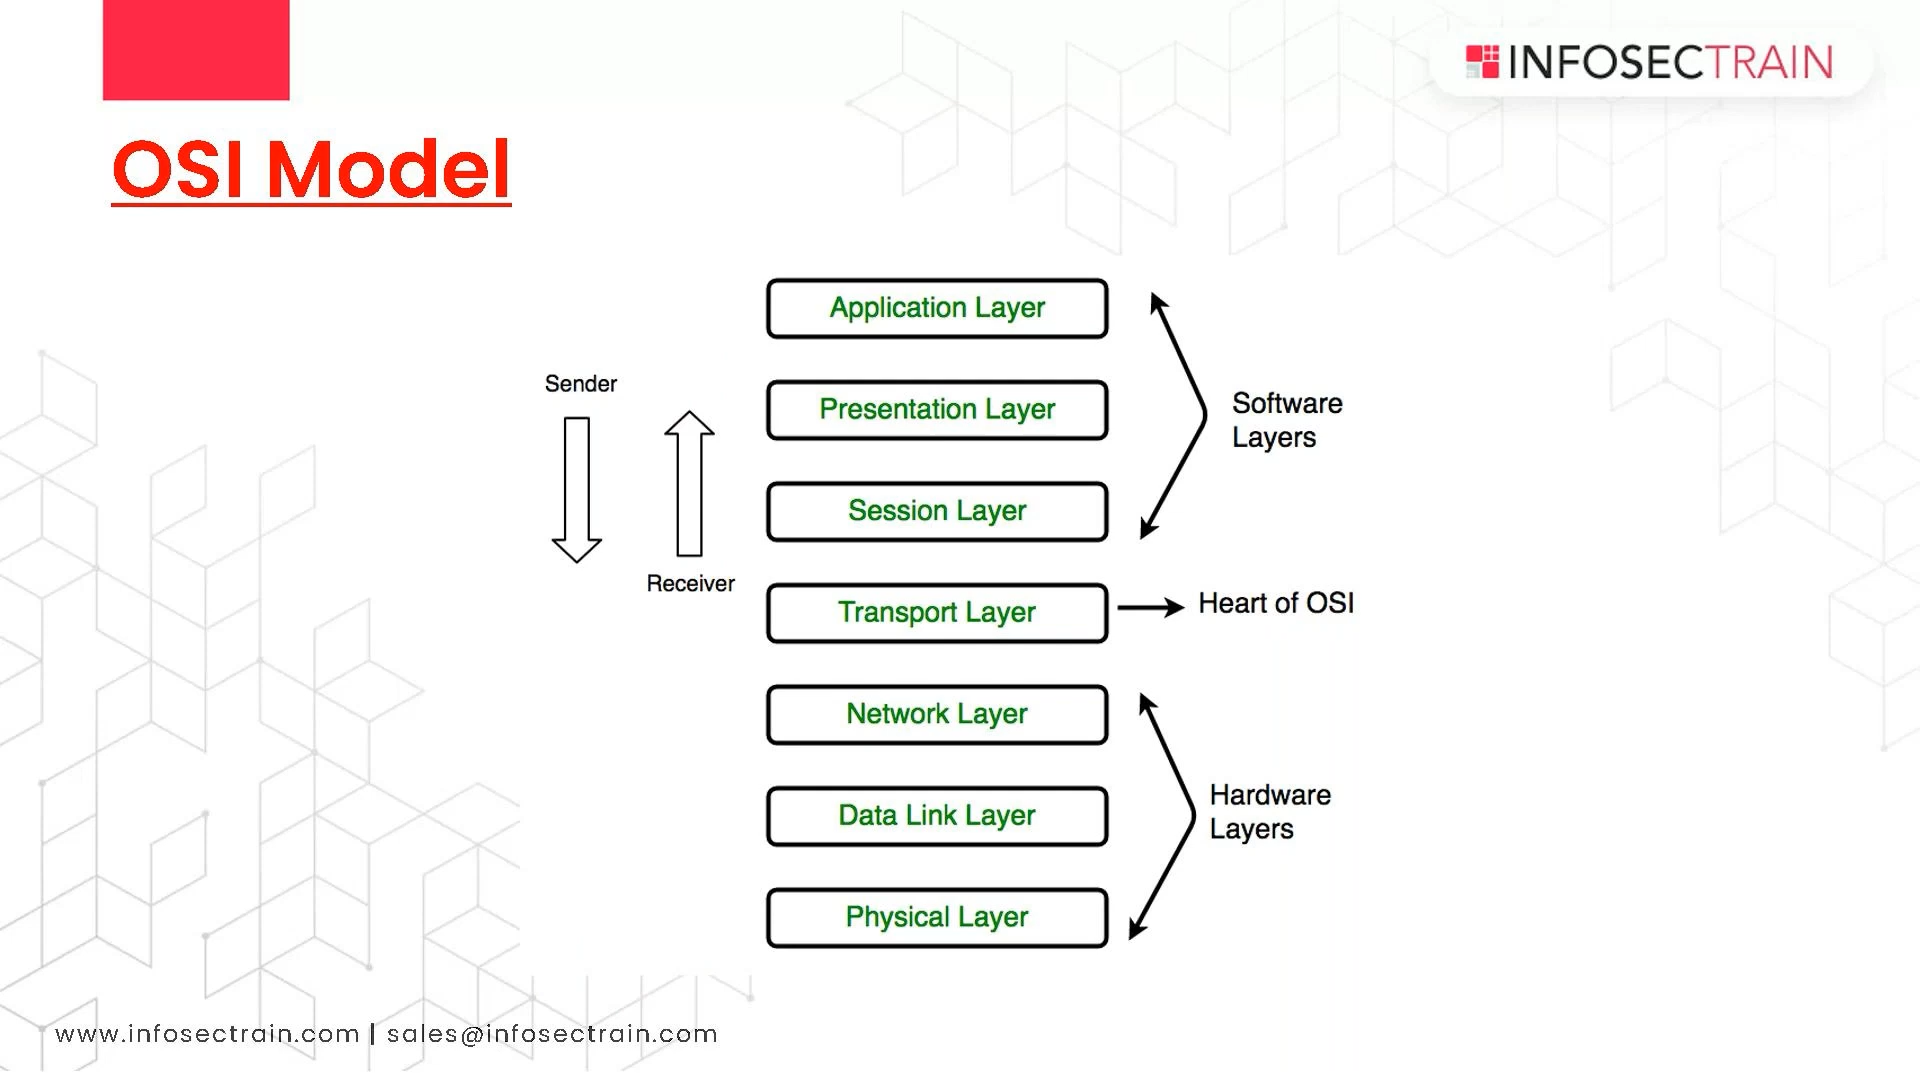 INFOSECTRAIN
OSI Model
Application Layer
Sender
Presentation Layer
Software
Layers
Session Layer
Receiver
Transport Layer
Heart of OSI
Network Layer
Hardware
Layers
Data Link Layer
Physical Layer
www.infosectrain.com | sales@infosectrain.com